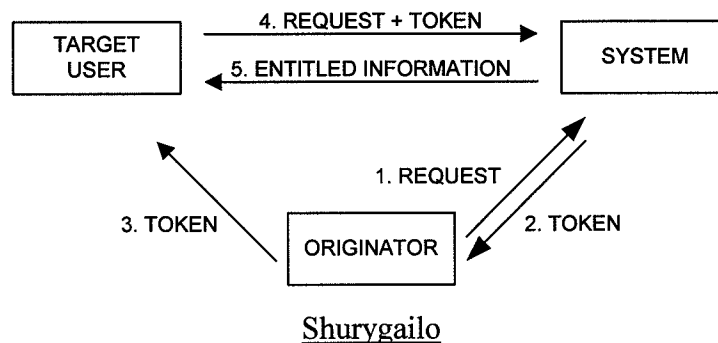 4. REQUEST + TOKEN
TARGET
USER
SYSTEM
5. ENTITLED INFORMATION
1. REQUEST
3. TOKEN
2. TOKEN
ORIGINATOR
Shurygailo